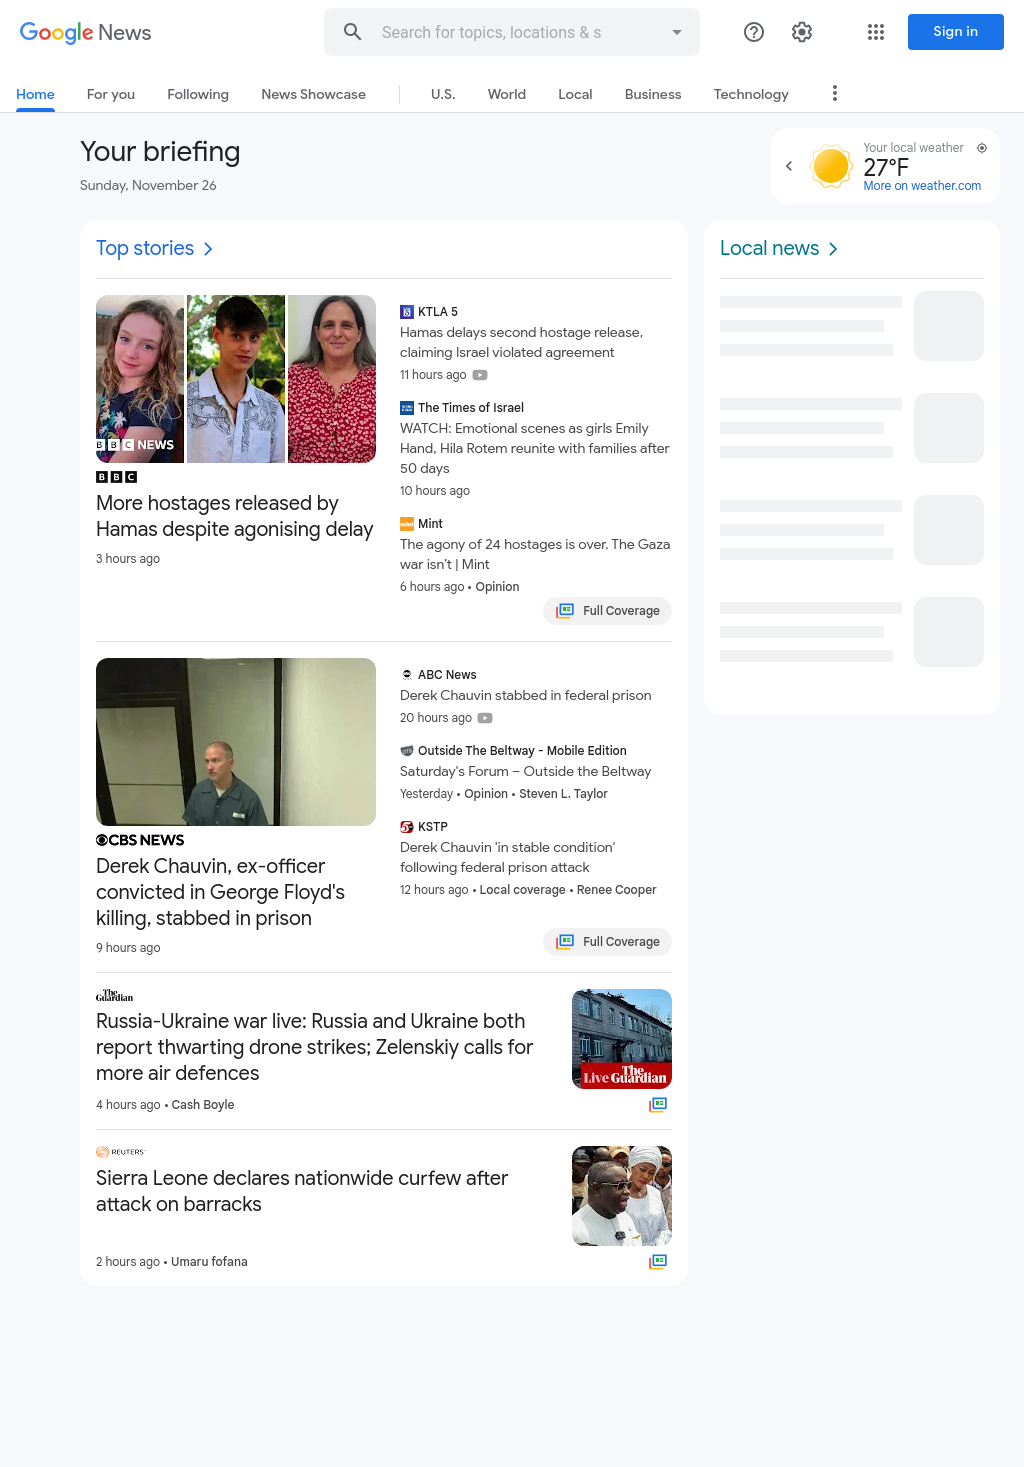 Google News
Search for topics, locations & s
Sign in
Home
For you
Following
News Showcase
U.S.
World
Local
Business
Technology
Your briefing
Sunday, November 26
Your local weather
27°F
More on weather.com
Top stories
BBC NEWS
BBC
More hostages released by
Hamas despite agonising delay
3 hours ago
KTLA 5
Hamas delays second hostage release,
claiming Israel violated agreement
11 hours ago
The Times of Israel
WATCH: Emotional scenes as girls Emily
Hand, Hila Rotem reunite with families after
50 days
10 hours ago
Mint
The agony of 24 hostages is over. The Gaza
war isn't | Mint
6 hours ago • Opinion
Full Coverage
CBS NEWS
Derek Chauvin, ex-officer
convicted in George Floyd's
killing, stabbed in prison
9 hours ago
ABC News
Derek Chauvin stabbed in federal prison
20 hours ago
Outside The Beltway - Mobile Edition
Saturday's Forum – Outside the Beltway
Yesterday • Opinion • Steven L. Taylor
KSTP
Derek Chauvin 'in stable condition'
following federal prison attack
12 hours ago • Local coverage • Renee Cooper
Full Coverage
The Guardian
Russia-Ukraine war live: Russia and Ukraine both
report thwarting drone strikes; Zelenskiy calls for
more air defences
4 hours ago • Cash Boyle
Live The Guardian
REUTERS
Sierra Leone declares nationwide curfew after
attack on barracks
2 hours ago • Umaru fofana
Local news